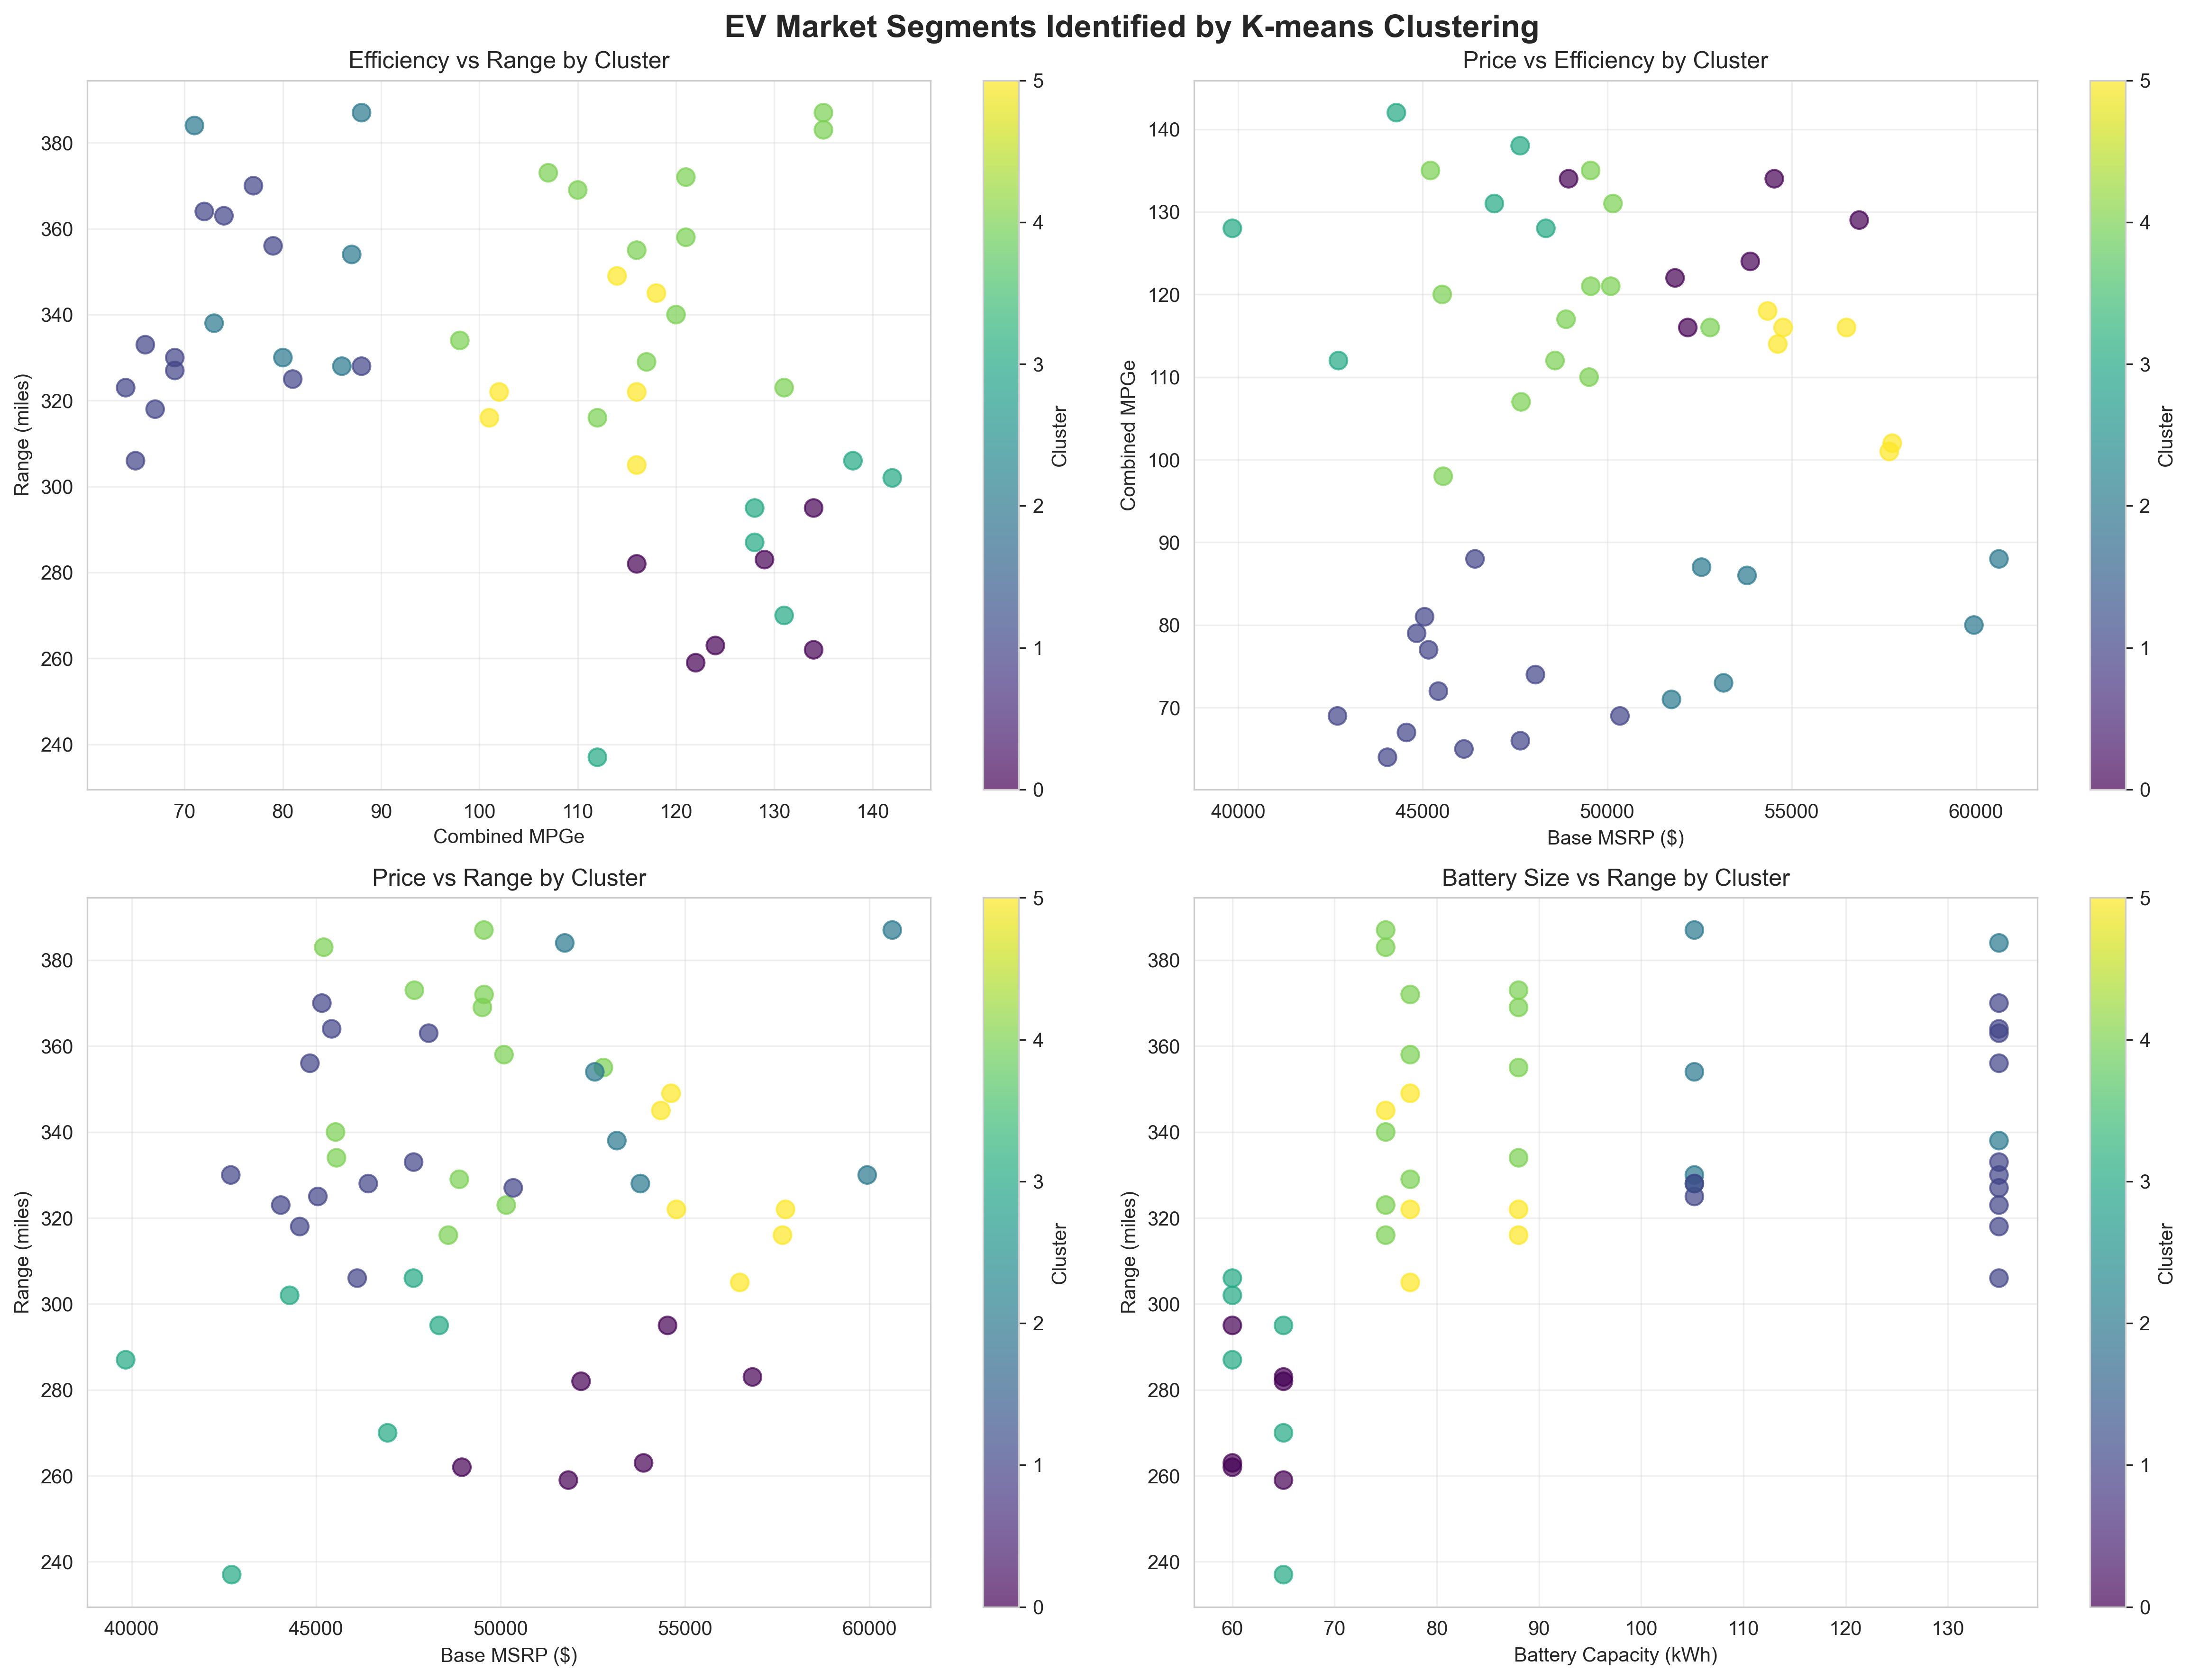 EV Market Segments Identified by K-means Clustering
Efficiency vs Range by Cluster
380
360
340
320
300
280
260
240
Range (miles)
70 80 90 100 110 120 130 140
Combined MPGe
5
4
3
2
1
0
Cluster
Price vs Efficiency by Cluster
140
130
120
110
100
90
80
70
Combined MPGe
40000 45000 50000 55000 60000
Base MSRP ($)
5
4
3
2
1
0
Cluster
Price vs Range by Cluster
380
360
340
320
300
280
260
240
Range (miles)
40000 45000 50000 55000 60000
Base MSRP ($)
5
4
3
2
1
0
Cluster
Battery Size vs Range by Cluster
380
360
340
320
300
280
260
240
Range (miles)
60 70 80 90 100 110 120 130
Battery Capacity (kWh)
5
4
3
2
1
0
Cluster